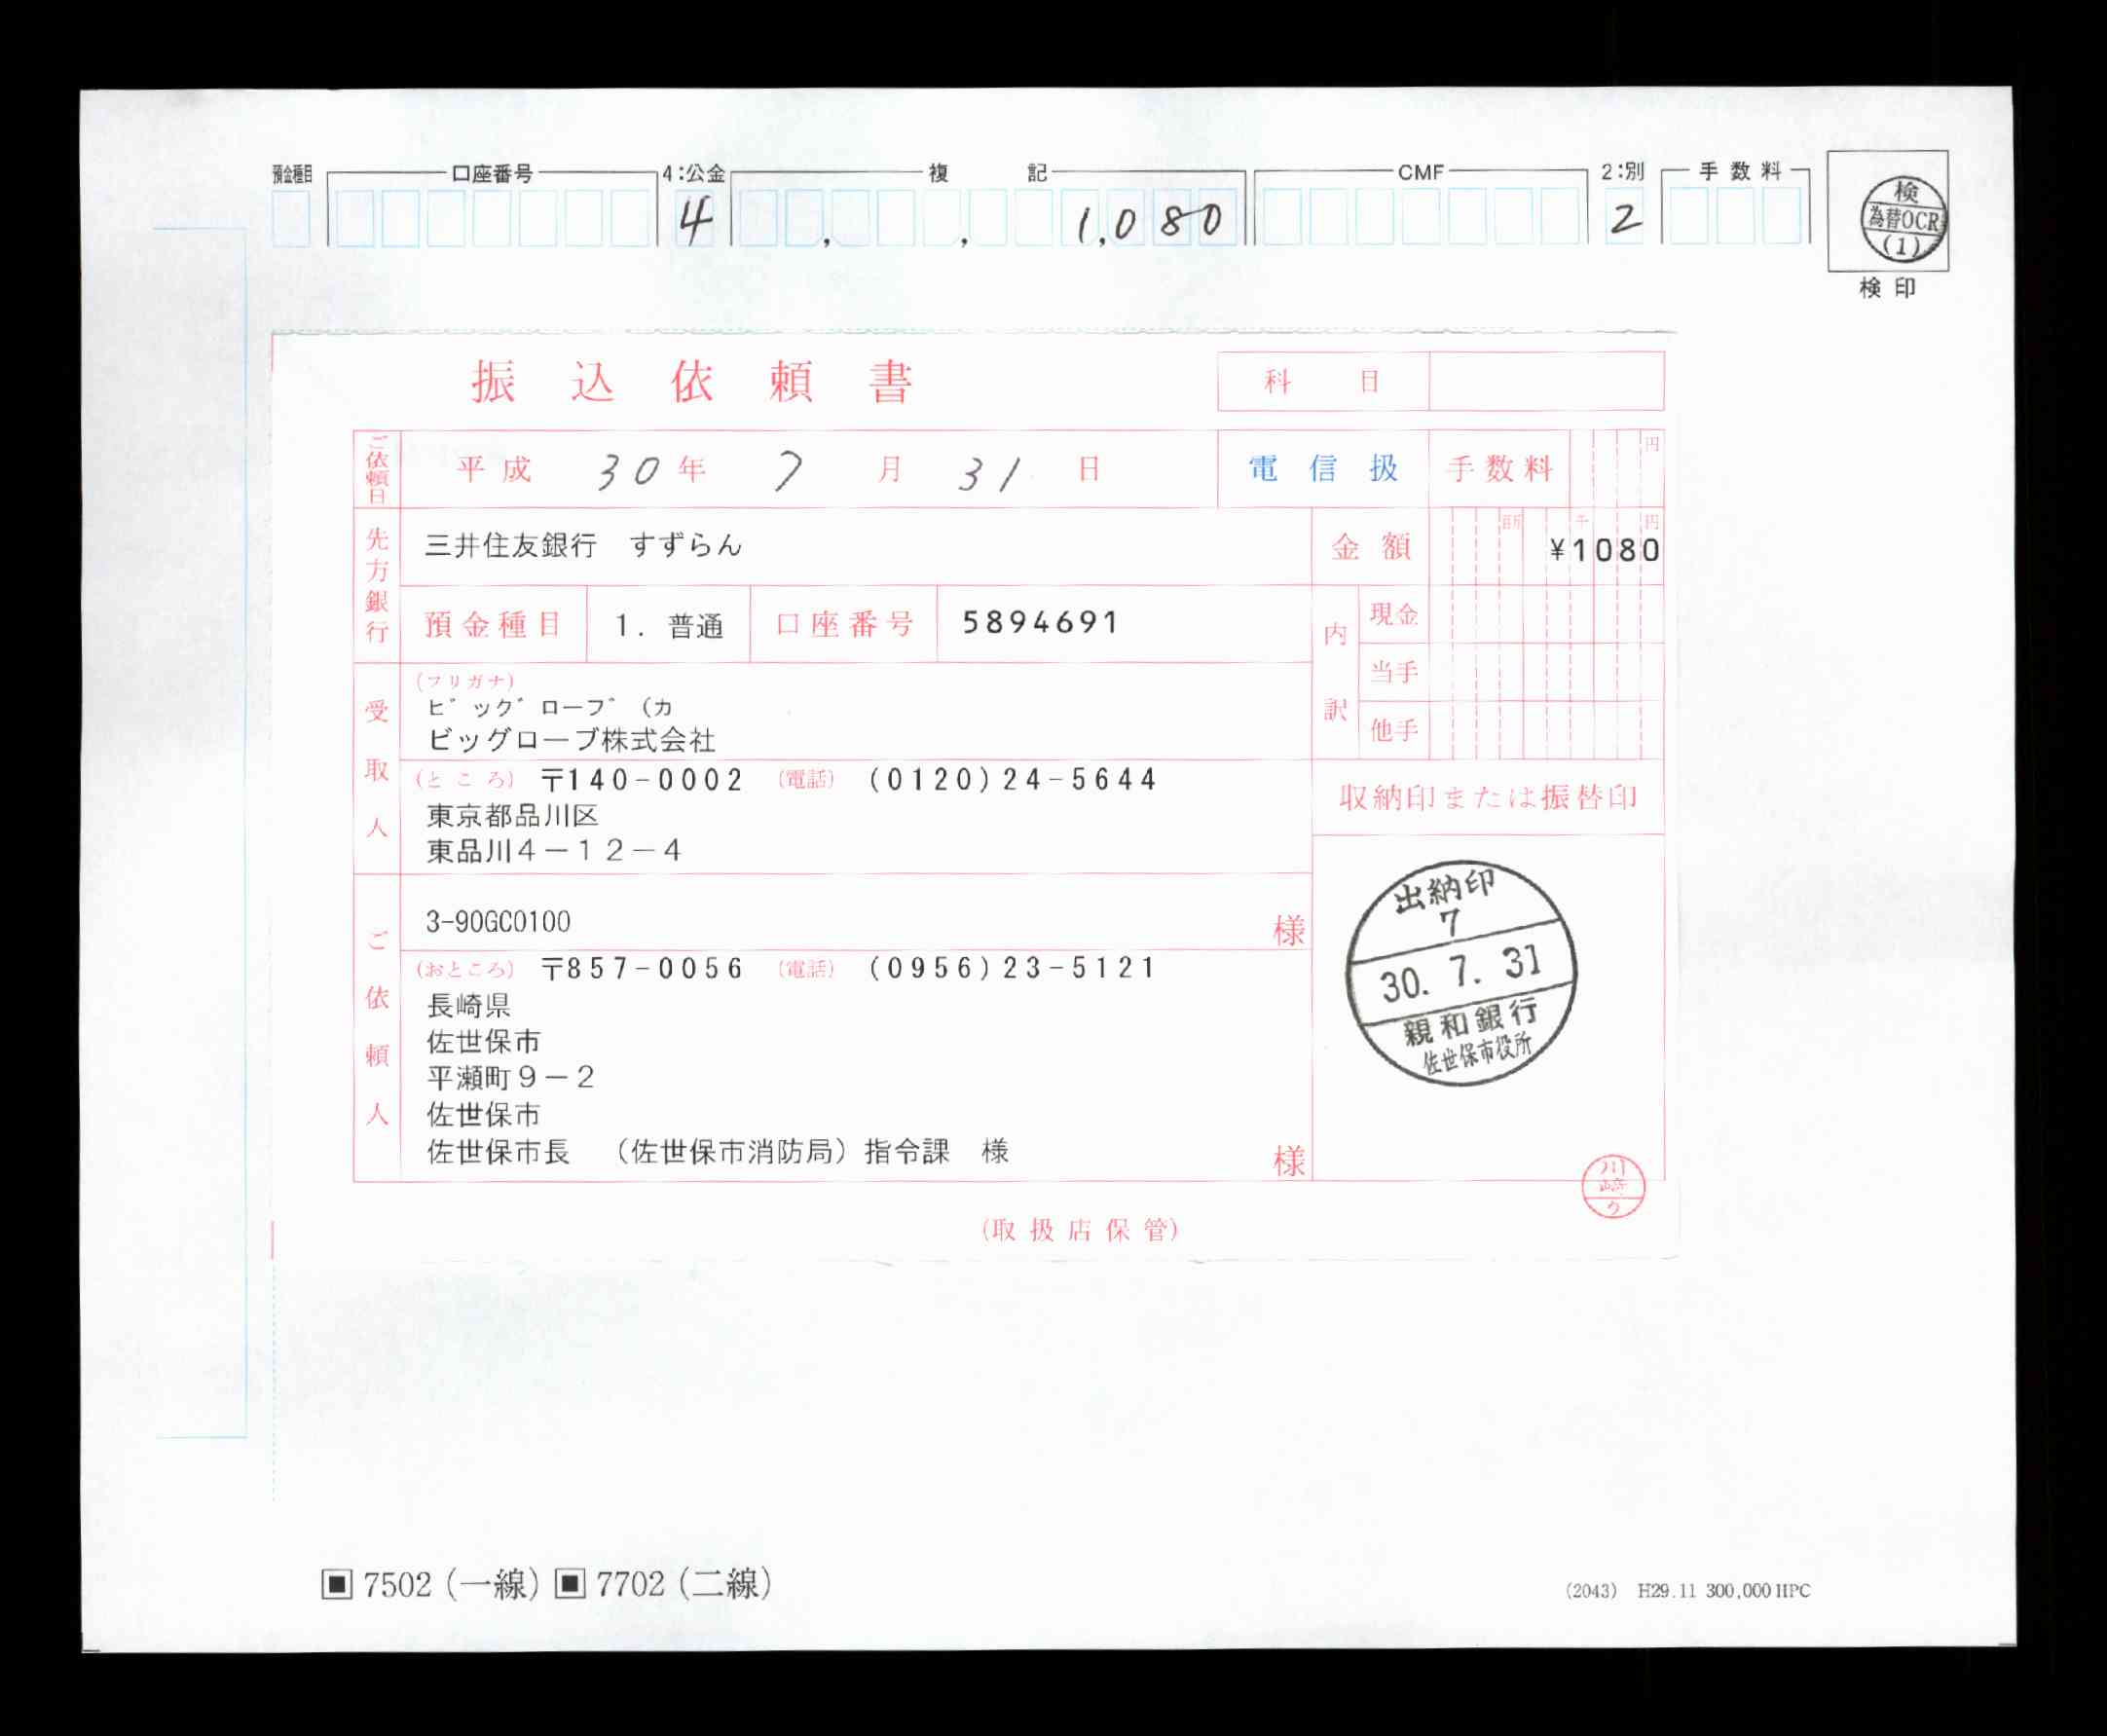 預金種目 口座番号 4:公金 複記 CMF 2:別 手数料
4 1,080 2
検
為替OCR
(1)
検印
振込依頼書 科目
ご依頼日 平成 30年 7月 31日 電信扱 手数料 円
先方銀行 三井住友銀行 すずらん 金額 百万 千 円 ¥1080
預金種目 1. 普通 口座番号 5894691 内訳 現金
当手
他手
受取人 (フリガナ)
ビッグローブ(カ
ビッグローブ株式会社
(ところ) 〒140-0002 (電話) (0120)24-5644
東京都品川区
東品川4－12－4
収納印または振替印
ご依頼人 3-90GC0100 様
(おところ) 〒857-0056 (電話) (0956)23-5121
長崎県
佐世保市
平瀬町9－2
佐世保市
佐世保市長 (佐世保市消防局)指令課 様 様
出納印
7
30. 7. 31
親和銀行
佐世保市役所
川崎
(取扱店保管)
▣ 7502 (一線) ▣ 7702 (二線)
(2043) H29.11 300,000 HPC